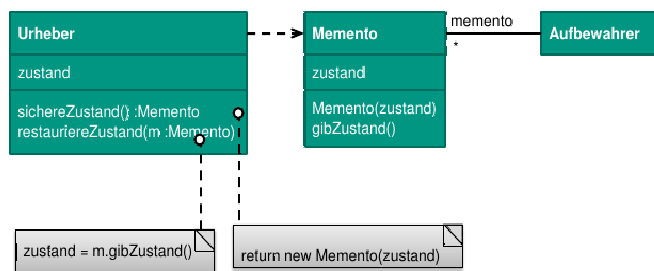 Urheber
zustand
sichereZustand() :Memento
restauriereZustand(m :Memento)
Memento
zustand
Memento(zustand)
gibZustand()
memento
*
Aufbewahrer
zustand = m.gibZustand()
return new Memento(zustand)